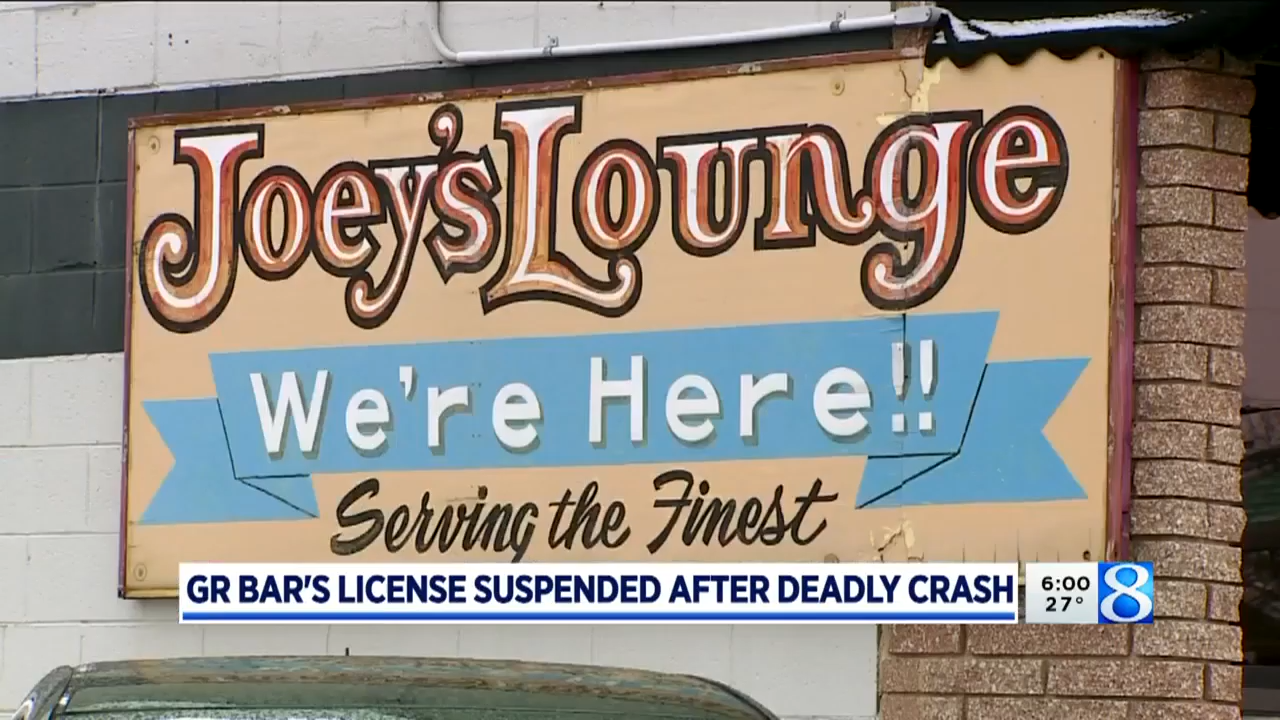 Joey's Lounge
We're Here!!
Serving the Finest
GR BAR'S LICENSE SUSPENDED AFTER DEADLY CRASH
6:00
27°
8